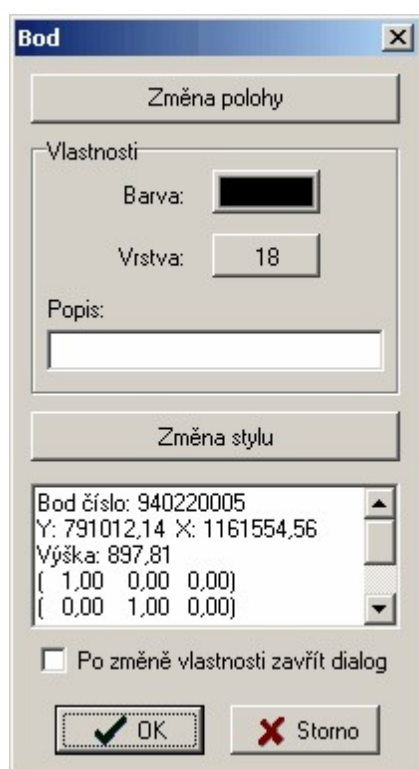 Bod
Změna polohy
Vlastnosti
Barva:
Vrstva: 18
Popis:
Změna stylu
Bod číslo: 940220005
Y: 791012,14 X: 1161554,56
Výška: 897,81
( 1,00 0,00 0,00)
( 0,00 1,00 0,00)
Po změně vlastnosti zavřít dialog
OK Storno